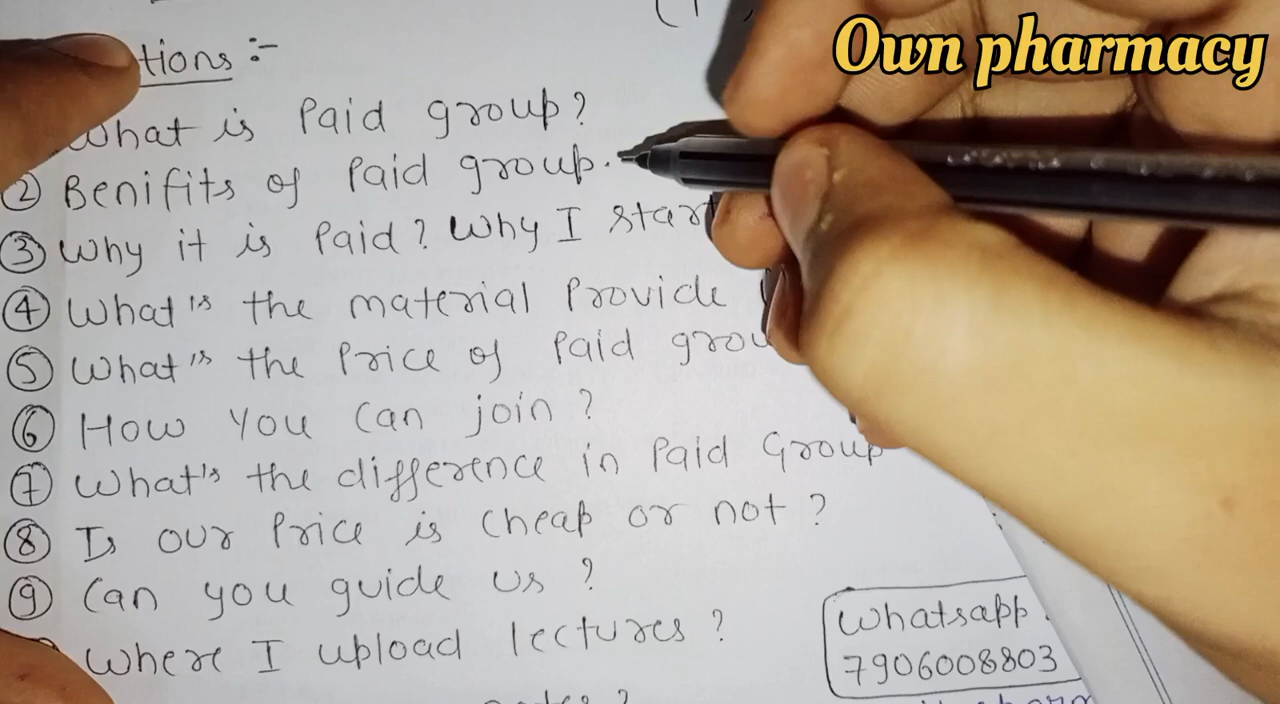 Own pharmacy
tions :-
What is Paid group?
② Benifits of Paid group.
③ Why it is Paid? Why I start
④ What is the material Provide
⑤ What is the Price of Paid grou
⑥ How You Can join?
⑦ What's the difference in Paid Group
⑧ Is our Price is cheap or not?
⑨ Can you guide us?
Where I upload lectures?
Whatsapp.
7906008803